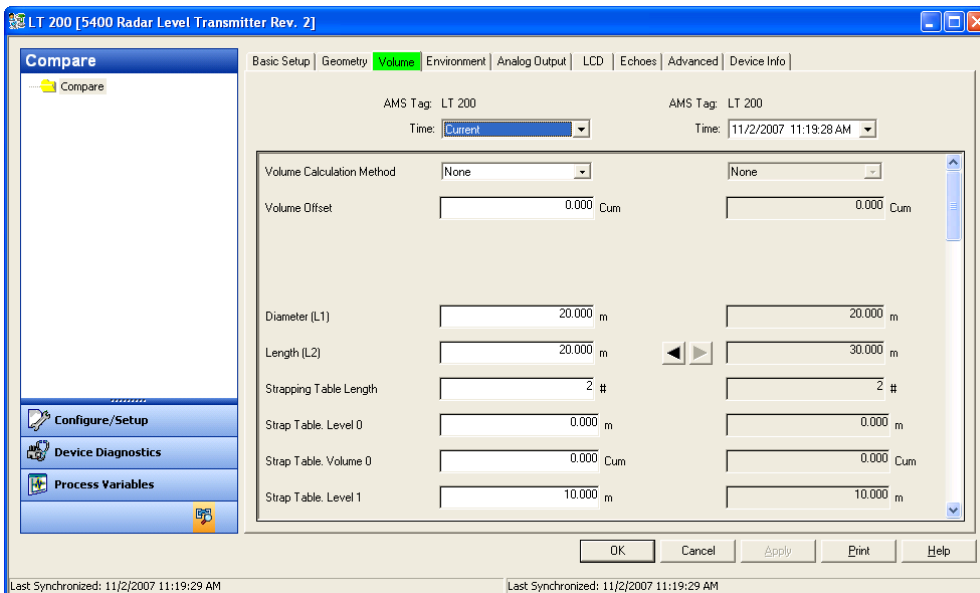 LT 200 [5400 Radar Level Transmitter Rev. 2]
Compare
Compare
Configure/Setup
Device Diagnostics
Process Variables
Basic Setup Geometry Volume Environment Analog Output LCD Echoes Advanced Device Info
AMS Tag: LT 200 AMS Tag: LT 200
Time: Current Time: 11/2/2007 11:19:28 AM
Volume Calculation Method None None
Volume Offset 0.000 Cum 0.000 Cum
Diameter (L1) 20.000 m 20.000 m
Length (L2) 20.000 m 30.000 m
Strapping Table Length 2 # 2 #
Strap Table. Level 0 0.000 m 0.000 m
Strap Table. Volume 0 0.000 Cum 0.000 Cum
Strap Table. Level 1 10.000 m 10.000 m
OK Cancel Apply Print Help
Last Synchronized: 11/2/2007 11:19:29 AM Last Synchronized: 11/2/2007 11:19:29 AM